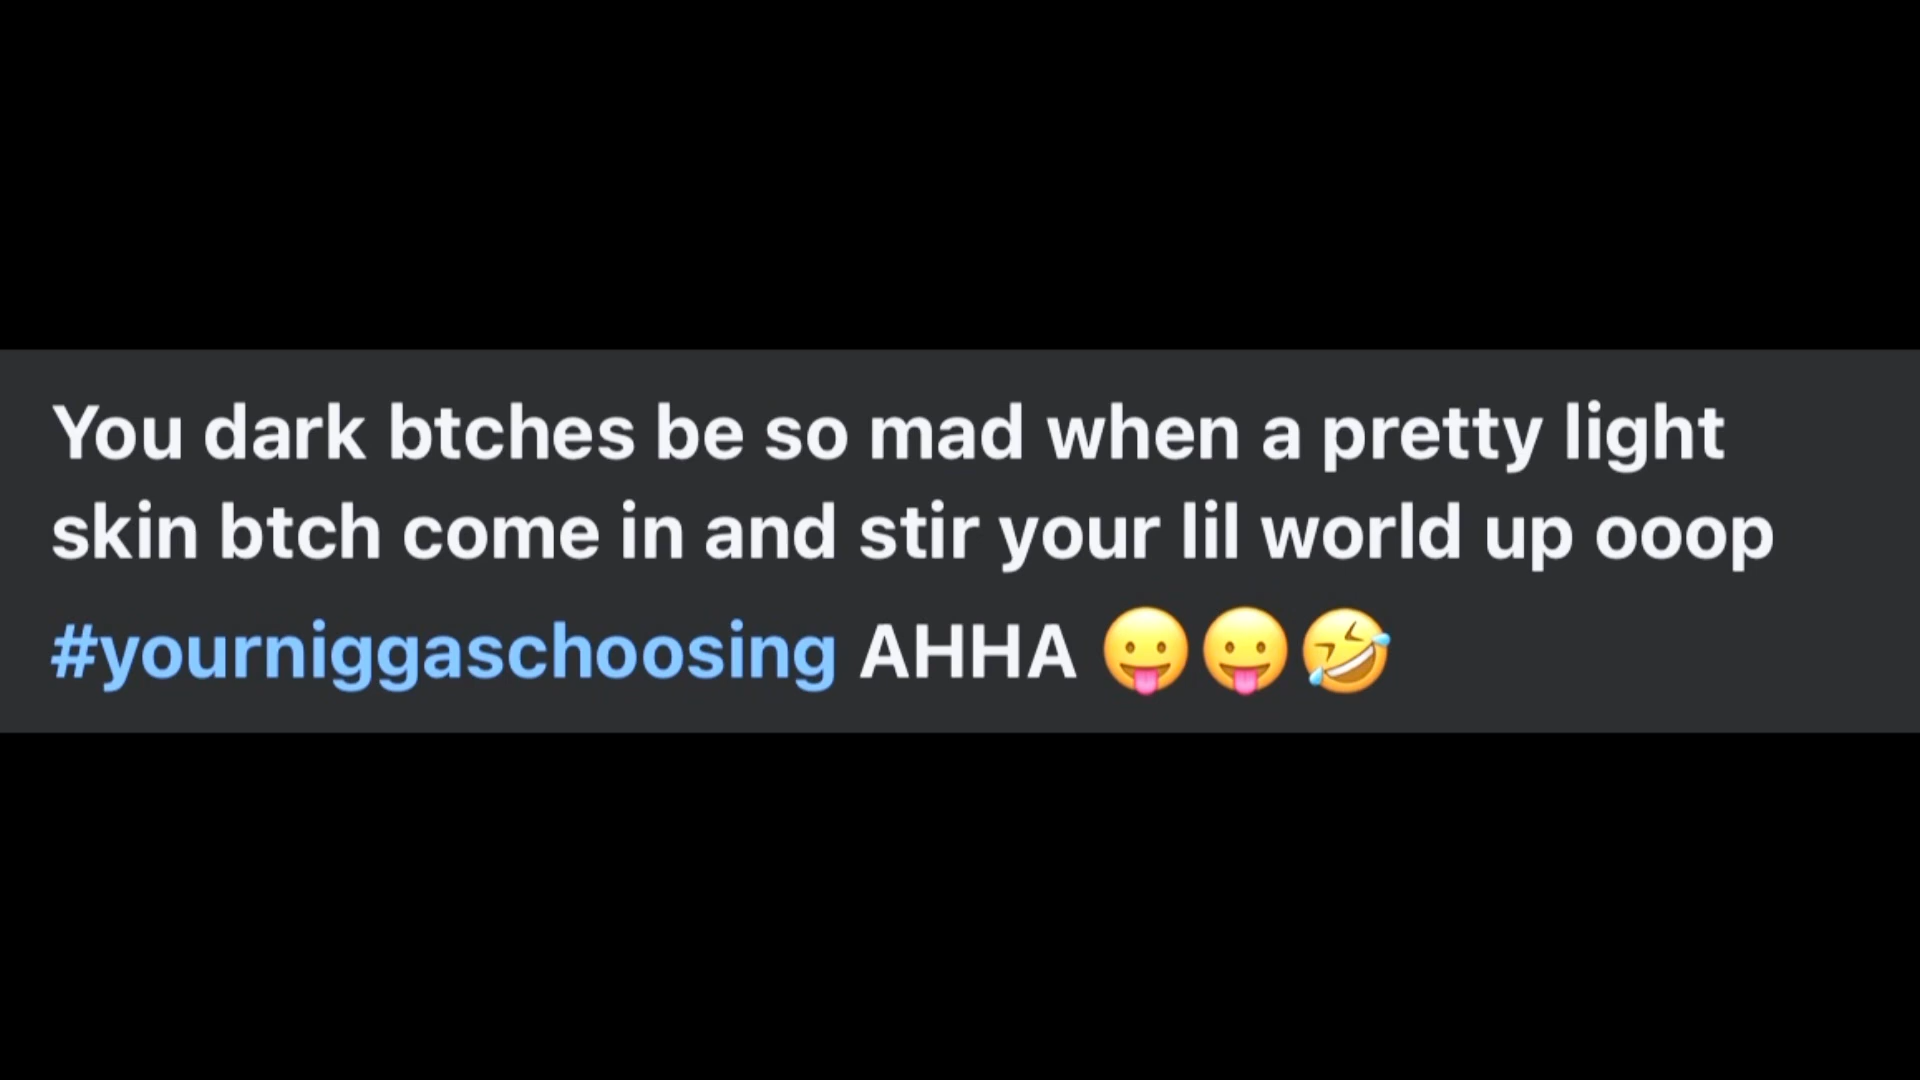 You dark btches be so mad when a pretty light
skin btch come in and stir your lil world up ooop
#yourniggaschoosing AHHA 😛😛🤣